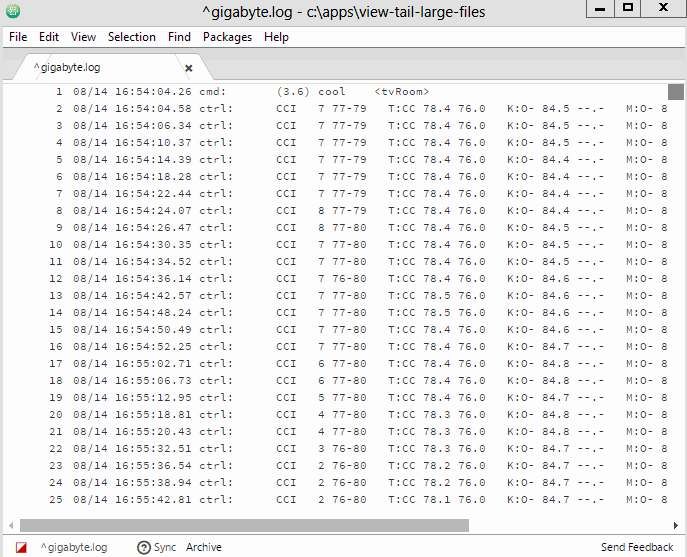 ^gigabyte.log - c:\apps\view-tail-large-files
File Edit View Selection Find Packages Help
^gigabyte.log
1 08/14 16:54:04.26 cmd: (3.6) cool <tvRoom>
2 08/14 16:54:04.58 ctrl: CCI 7 77-79 T:CC 78.4 76.0 K:O- 84.5 --.- M:O- 8
3 08/14 16:54:06.34 ctrl: CCI 7 77-79 T:CC 78.4 76.0 K:O- 84.5 --.- M:O- 8
4 08/14 16:54:10.37 ctrl: CCI 7 77-79 T:CC 78.4 76.0 K:O- 84.5 --.- M:O- 8
5 08/14 16:54:14.39 ctrl: CCI 7 77-79 T:CC 78.4 76.0 K:O- 84.4 --.- M:O- 8
6 08/14 16:54:18.28 ctrl: CCI 7 77-79 T:CC 78.4 76.0 K:O- 84.4 --.- M:O- 8
7 08/14 16:54:22.44 ctrl: CCI 7 77-79 T:CC 78.4 76.0 K:O- 84.4 --.- M:O- 8
8 08/14 16:54:24.07 ctrl: CCI 8 77-79 T:CC 78.4 76.0 K:O- 84.4 --.- M:O- 8
9 08/14 16:54:26.47 ctrl: CCI 8 77-80 T:CC 78.4 76.0 K:O- 84.5 --.- M:O- 8
10 08/14 16:54:30.35 ctrl: CCI 7 77-80 T:CC 78.4 76.0 K:O- 84.5 --.- M:O- 8
11 08/14 16:54:34.52 ctrl: CCI 7 77-80 T:CC 78.4 76.0 K:O- 84.5 --.- M:O- 8
12 08/14 16:54:36.14 ctrl: CCI 7 76-80 T:CC 78.4 76.0 K:O- 84.6 --.- M:O- 8
13 08/14 16:54:42.57 ctrl: CCI 7 77-80 T:CC 78.5 76.0 K:O- 84.6 --.- M:O- 8
14 08/14 16:54:48.24 ctrl: CCI 7 77-80 T:CC 78.5 76.0 K:O- 84.6 --.- M:O- 8
15 08/14 16:54:50.49 ctrl: CCI 7 77-80 T:CC 78.4 76.0 K:O- 84.6 --.- M:O- 8
16 08/14 16:54:52.25 ctrl: CCI 7 77-80 T:CC 78.4 76.0 K:O- 84.7 --.- M:O- 8
17 08/14 16:55:02.71 ctrl: CCI 6 77-80 T:CC 78.4 76.0 K:O- 84.8 --.- M:O- 8
18 08/14 16:55:06.73 ctrl: CCI 6 77-80 T:CC 78.4 76.0 K:O- 84.8 --.- M:O- 8
19 08/14 16:55:12.95 ctrl: CCI 5 77-80 T:CC 78.4 76.0 K:O- 84.7 --.- M:O- 8
20 08/14 16:55:18.81 ctrl: CCI 4 77-80 T:CC 78.3 76.0 K:O- 84.8 --.- M:O- 8
21 08/14 16:55:20.43 ctrl: CCI 4 77-80 T:CC 78.3 76.0 K:O- 84.8 --.- M:O- 8
22 08/14 16:55:32.51 ctrl: CCI 3 76-80 T:CC 78.3 76.0 K:O- 84.7 --.- M:O- 8
23 08/14 16:55:36.54 ctrl: CCI 2 76-80 T:CC 78.2 76.0 K:O- 84.7 --.- M:O- 8
24 08/14 16:55:38.94 ctrl: CCI 2 76-80 T:CC 78.2 76.0 K:O- 84.7 --.- M:O- 8
25 08/14 16:55:42.81 ctrl: CCI 2 76-80 T:CC 78.1 76.0 K:O- 84.7 --.- M:O- 8
^gigabyte.log ? Sync Archive Send Feedback